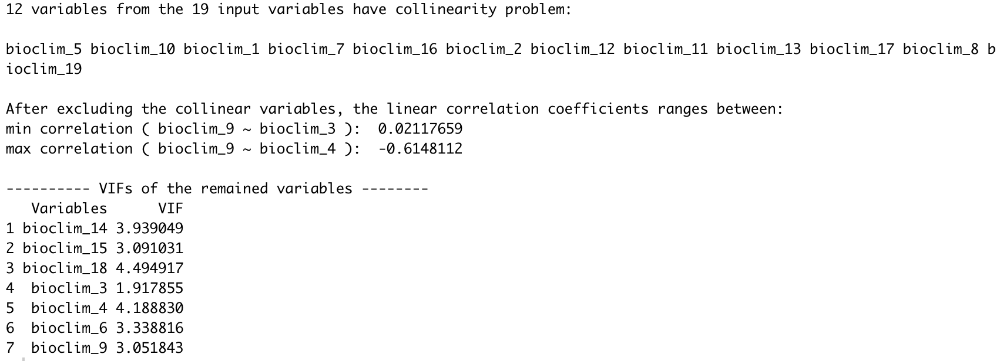 12 variables from the 19 input variables have collinearity problem:
bioclim_5 bioclim_10 bioclim_1 bioclim_7 bioclim_16 bioclim_2 bioclim_12 bioclim_11 bioclim_13 bioclim_17 bioclim_8 b
ioclim_19
After excluding the collinear variables, the linear correlation coefficients ranges between:
min correlation ( bioclim_9 ~ bioclim_3 ):  0.02117659
max correlation ( bioclim_9 ~ bioclim_4 ):  -0.6148112
---------- VIFs of the remained variables --------
   Variables      VIF
1 bioclim_14 3.939049
2 bioclim_15 3.091031
3 bioclim_18 4.494917
4  bioclim_3 1.917855
5  bioclim_4 4.188830
6  bioclim_6 3.338816
7  bioclim_9 3.051843